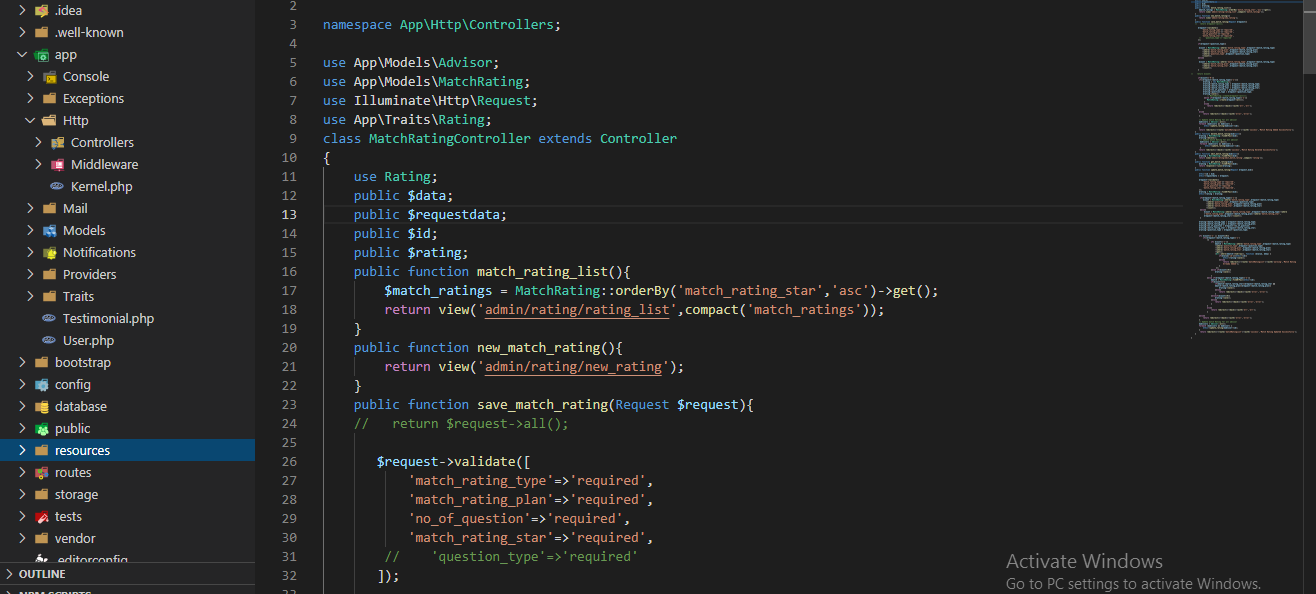 .idea
.well-known
app
Console
Exceptions
Http
Controllers
Middleware
Kernel.php
Mail
Models
Notifications
Providers
Traits
Testimonial.php
User.php
bootstrap
config
database
public
resources
routes
storage
tests
vendor
.editorconfig
OUTLINE
NPM SCRIPTS
2
3 namespace App\Http\Controllers;
4
5 use App\Models\Advisor;
6 use App\Models\MatchRating;
7 use Illuminate\Http\Request;
8 use App\Traits\Rating;
9 class MatchRatingController extends Controller
10 {
11 use Rating;
12 public $data;
13 public $requestdata;
14 public $id;
15 public $rating;
16 public function match_rating_list(){
17 $match_ratings = MatchRating::orderBy('match_rating_star','asc')->get();
18 return view('admin/rating/rating_list',compact('match_ratings'));
19 }
20 public function new_match_rating(){
21 return view('admin/rating/new_rating');
22 }
23 public function save_match_rating(Request $request){
24 // return $request->all();
25
26 $request->validate([
27 'match_rating_type'=>'required',
28 'match_rating_plan'=>'required',
29 'no_of_question'=>'required',
30 'match_rating_star'=>'required',
31 // 'question_type'=>'required'
32 ]);
33
Activate Windows
Go to PC settings to activate Windows.